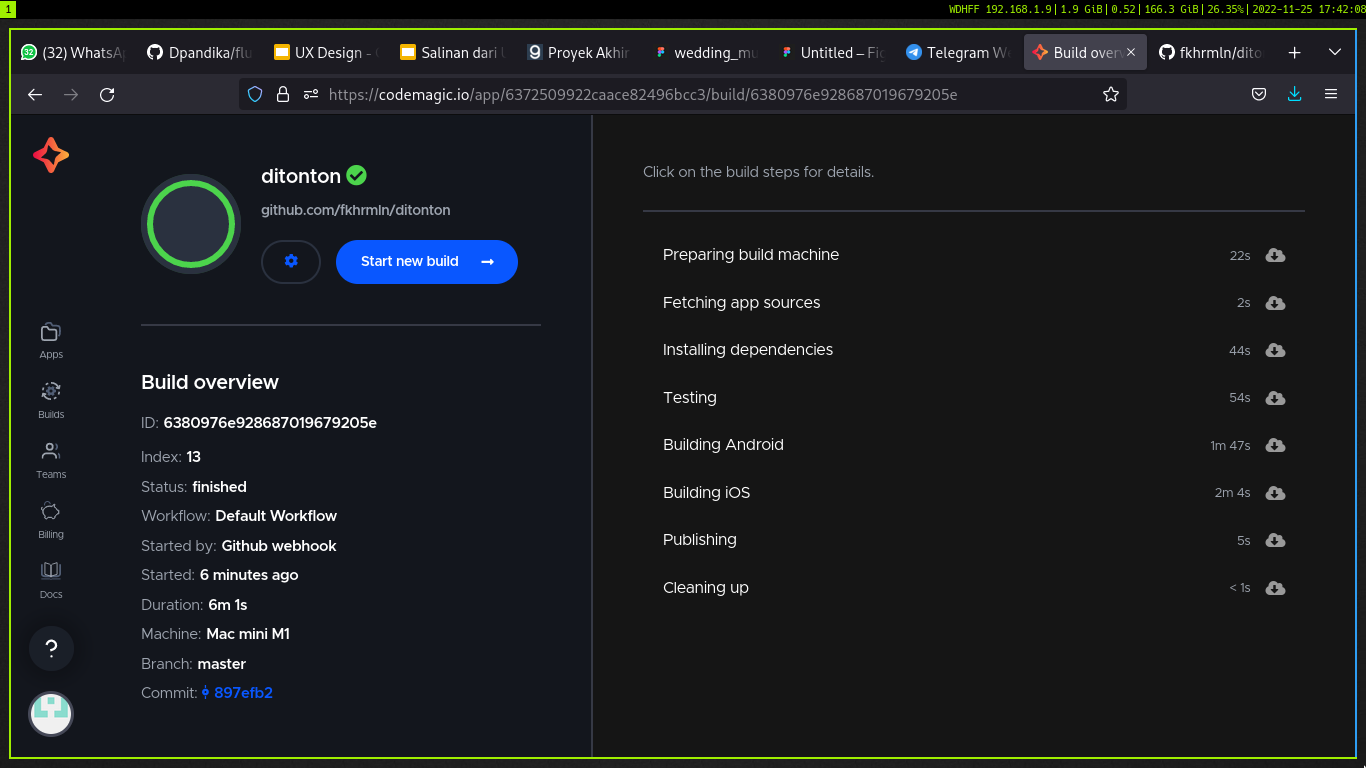 1
WDHFF 192.168.1.9|1.9 GiB|0.52|166.3 GiB|26.35%|2022-11-25 17:42:08
(32) WhatsA
Dpandika/flu
UX Design -
Salinan dari
Proyek Akhir
wedding_mu
Untitled – Fig
Telegram W
Build over
fkhrmln/dito
https://codemagic.io/app/6372509922caace82496bcc3/build/6380976e928687019679205e
ditonton
github.com/fkhrmln/ditonton
Start new build
Apps
Builds
Teams
Billing
Docs
?
Build overview
ID: 6380976e928687019679205e
Index: 13
Status: finished
Workflow: Default Workflow
Started by: Github webhook
Started: 6 minutes ago
Duration: 6m 1s
Machine: Mac mini M1
Branch: master
Commit: 897efb2
Click on the build steps for details.
Preparing build machine 22s
Fetching app sources 2s
Installing dependencies 44s
Testing 54s
Building Android 1m 47s
Building iOS 2m 4s
Publishing 5s
Cleaning up < 1s